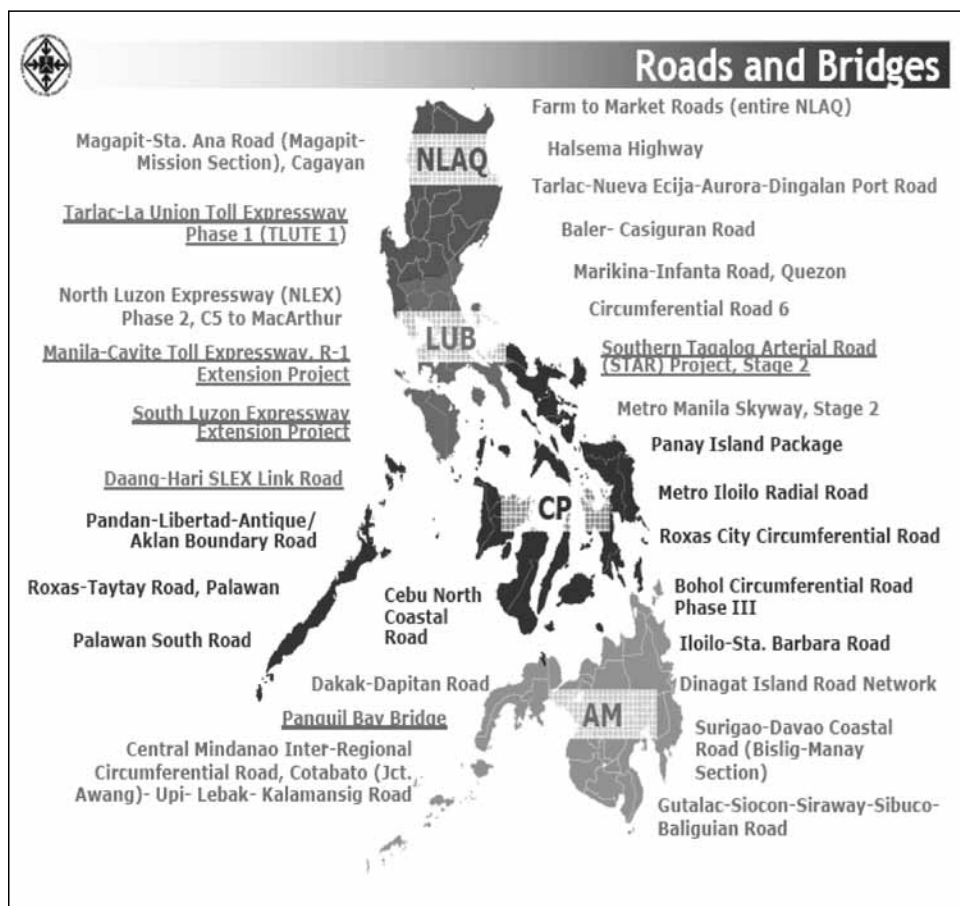 Roads and Bridges
Farm to Market Roads (entire NLAQ)
Magapit-Sta. Ana Road (Magapit-
Mission Section), Cagayan
NLAQ
Halsema Highway
Tarlac-Nueva Ecija-Aurora-Dingalan Port Road
Tarlac-La Union Toll Expressway
Phase 1 (TLUTE 1)
Baler- Casiguran Road
Marikina-Infanta Road, Quezon
North Luzon Expressway (NLEX)
Phase 2, C5 to MacArthur
Circumferential Road 6
LUB
Manila-Cavite Toll Expressway, R-1
Extension Project
Southern Tagalog Arterial Road
(STAR) Project, Stage 2
South Luzon Expressway
Extension Project
Metro Manila Skyway, Stage 2
Panay Island Package
Daang-Hari SLEX Link Road
Metro Iloilo Radial Road
CP
Pandan-Libertad-Antique/
Aklan Boundary Road
Roxas City Circumferential Road
Roxas-Taytay Road, Palawan
Cebu North
Coastal
Road
Bohol Circumferential Road
Phase III
Palawan South Road
Iloilo-Sta. Barbara Road
Dakak-Dapitan Road
Dinagat Island Road Network
Panguil Bay Bridge
AM
Central Mindanao Inter-Regional
Circumferential Road, Cotabato (Jct.
Awang)- Upi- Lebak- Kalamansig Road
Surigao-Davao Coastal
Road (Bislig-Manay
Section)
Gutalac-Siocon-Siraway-Sibuco-
Baliguian Road